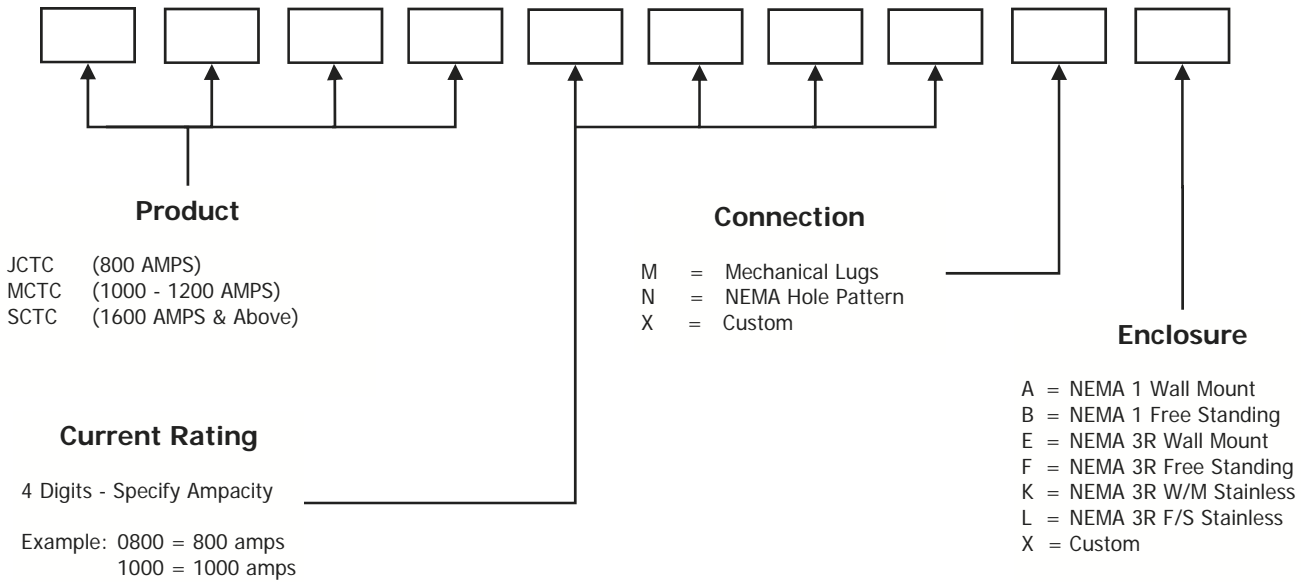 Product
JCTC (800 AMPS)
MCTC (1000 - 1200 AMPS)
SCTC (1600 AMPS & Above)
Current Rating
4 Digits - Specify Ampacity
Example: 0800 = 800 amps
1000 = 1000 amps
Connection
M = Mechanical Lugs
N = NEMA Hole Pattern
X = Custom
Enclosure
A = NEMA 1 Wall Mount
B = NEMA 1 Free Standing
E = NEMA 3R Wall Mount
F = NEMA 3R Free Standing
K = NEMA 3R W/M Stainless
L = NEMA 3R F/S Stainless
X = Custom